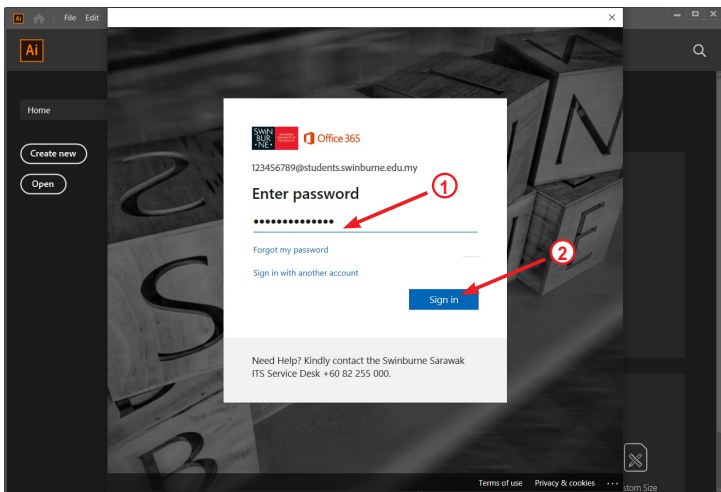 Ai File Edit
Ai
Home
Create new
Open
SWIN
BUR
NE
Office 365
123456789@students.swinburne.edu.my
Enter password
1
Forgot my password
Sign in with another account
2
Sign in
Need Help? Kindly contact the Swinburne Sarawak
ITS Service Desk +60 82 255 000.
Terms of use Privacy & cookies ...
stom Size
S
N
E
S
B